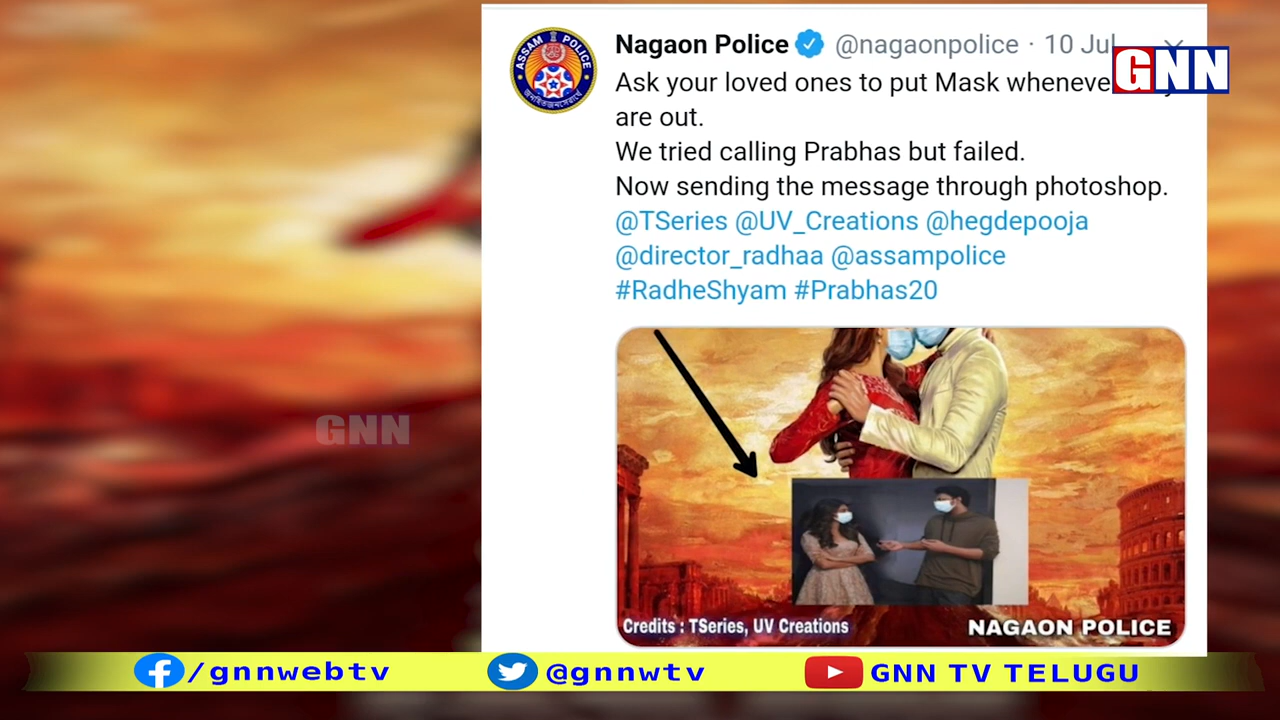 Nagaon Police @nagaonpolice · 10 Jul
GNN
Ask your loved ones to put Mask wheneve
are out.
We tried calling Prabhas but failed.
Now sending the message through photoshop.
@TSeries @UV_Creations @hegdepooja
@director_radhaa @assampolice
#RadheShyam #Prabhas20
ASSAM POLICE
GNN
Credits : TSeries, UV Creations
NAGAON POLICE
/gnnwebtv
@gnnwtv
GNN TV TELUGU